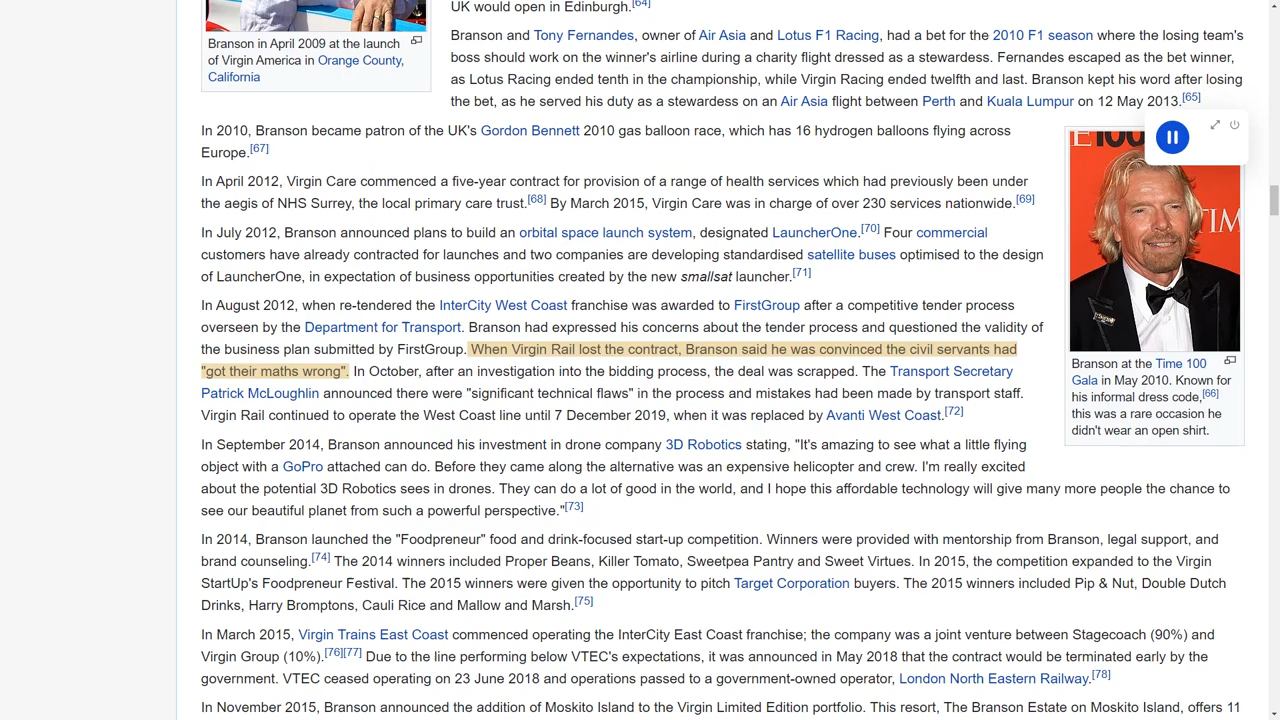 UK would open in Edinburgh.[64]
Branson in April 2009 at the launch
of Virgin America in Orange County,
California
Branson and Tony Fernandes, owner of Air Asia and Lotus F1 Racing, had a bet for the 2010 F1 season where the losing team's
boss should work on the winner's airline during a charity flight dressed as a stewardess. Fernandes escaped as the bet winner,
as Lotus Racing ended tenth in the championship, while Virgin Racing ended twelfth and last. Branson kept his word after losing
the bet, as he served his duty as a stewardess on an Air Asia flight between Perth and Kuala Lumpur on 12 May 2013.[65]
In 2010, Branson became patron of the UK's Gordon Bennett 2010 gas balloon race, which has 16 hydrogen balloons flying across
Europe.[67]
In April 2012, Virgin Care commenced a five-year contract for provision of a range of health services which had previously been under
the aegis of NHS Surrey, the local primary care trust.[68] By March 2015, Virgin Care was in charge of over 230 services nationwide.[69]
In July 2012, Branson announced plans to build an orbital space launch system, designated LauncherOne.[70] Four commercial
customers have already contracted for launches and two companies are developing standardised satellite buses optimised to the design
of LauncherOne, in expectation of business opportunities created by the new smallsat launcher.[71]
In August 2012, when re-tendered the InterCity West Coast franchise was awarded to FirstGroup after a competitive tender process
overseen by the Department for Transport. Branson had expressed his concerns about the tender process and questioned the validity of
the business plan submitted by FirstGroup. When Virgin Rail lost the contract, Branson said he was convinced the civil servants had
"got their maths wrong". In October, after an investigation into the bidding process, the deal was scrapped. The Transport Secretary
Patrick McLoughlin announced there were "significant technical flaws" in the process and mistakes had been made by transport staff.
Virgin Rail continued to operate the West Coast line until 7 December 2019, when it was replaced by Avanti West Coast.[72]
TIM
Branson at the Time 100
Gala in May 2010. Known for
his informal dress code,[66]
this was a rare occasion he
didn't wear an open shirt.
In September 2014, Branson announced his investment in drone company 3D Robotics stating, "It's amazing to see what a little flying
object with a GoPro attached can do. Before they came along the alternative was an expensive helicopter and crew. I'm really excited
about the potential 3D Robotics sees in drones. They can do a lot of good in the world, and I hope this affordable technology will give many more people the chance to
see our beautiful planet from such a powerful perspective."[73]
In 2014, Branson launched the "Foodpreneur" food and drink-focused start-up competition. Winners were provided with mentorship from Branson, legal support, and
brand counseling.[74] The 2014 winners included Proper Beans, Killer Tomato, Sweetpea Pantry and Sweet Virtues. In 2015, the competition expanded to the Virgin
StartUp's Foodpreneur Festival. The 2015 winners were given the opportunity to pitch Target Corporation buyers. The 2015 winners included Pip & Nut, Double Dutch
Drinks, Harry Bromptons, Cauli Rice and Mallow and Marsh.[75]
In March 2015, Virgin Trains East Coast commenced operating the InterCity East Coast franchise; the company was a joint venture between Stagecoach (90%) and
Virgin Group (10%).[76][77] Due to the line performing below VTEC's expectations, it was announced in May 2018 that the contract would be terminated early by the
government. VTEC ceased operating on 23 June 2018 and operations passed to a government-owned operator, London North Eastern Railway.[78]
In November 2015, Branson announced the addition of Moskito Island to the Virgin Limited Edition portfolio. This resort, The Branson Estate on Moskito Island, offers 11